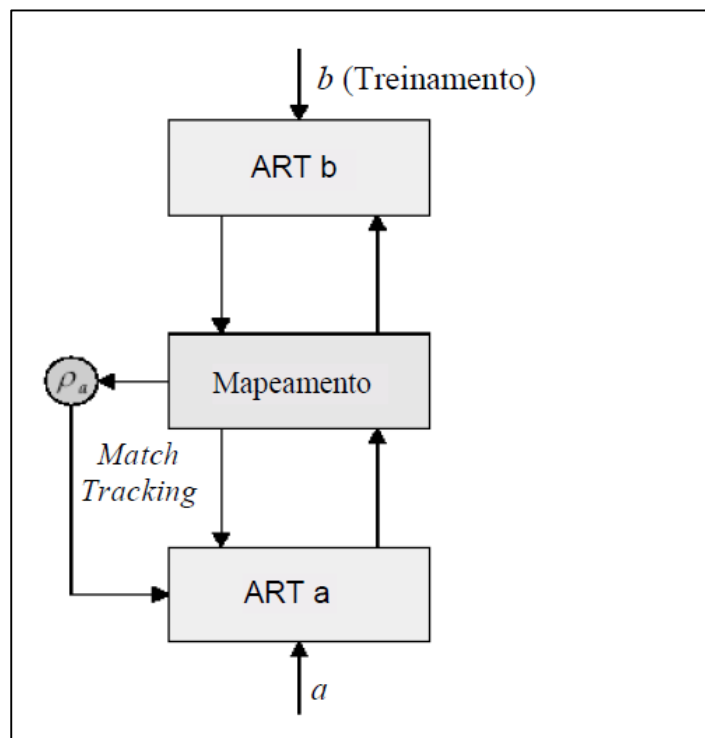 b (Treinamento)
ART b
Mapeamento
ρa
Match
Tracking
ART a
a